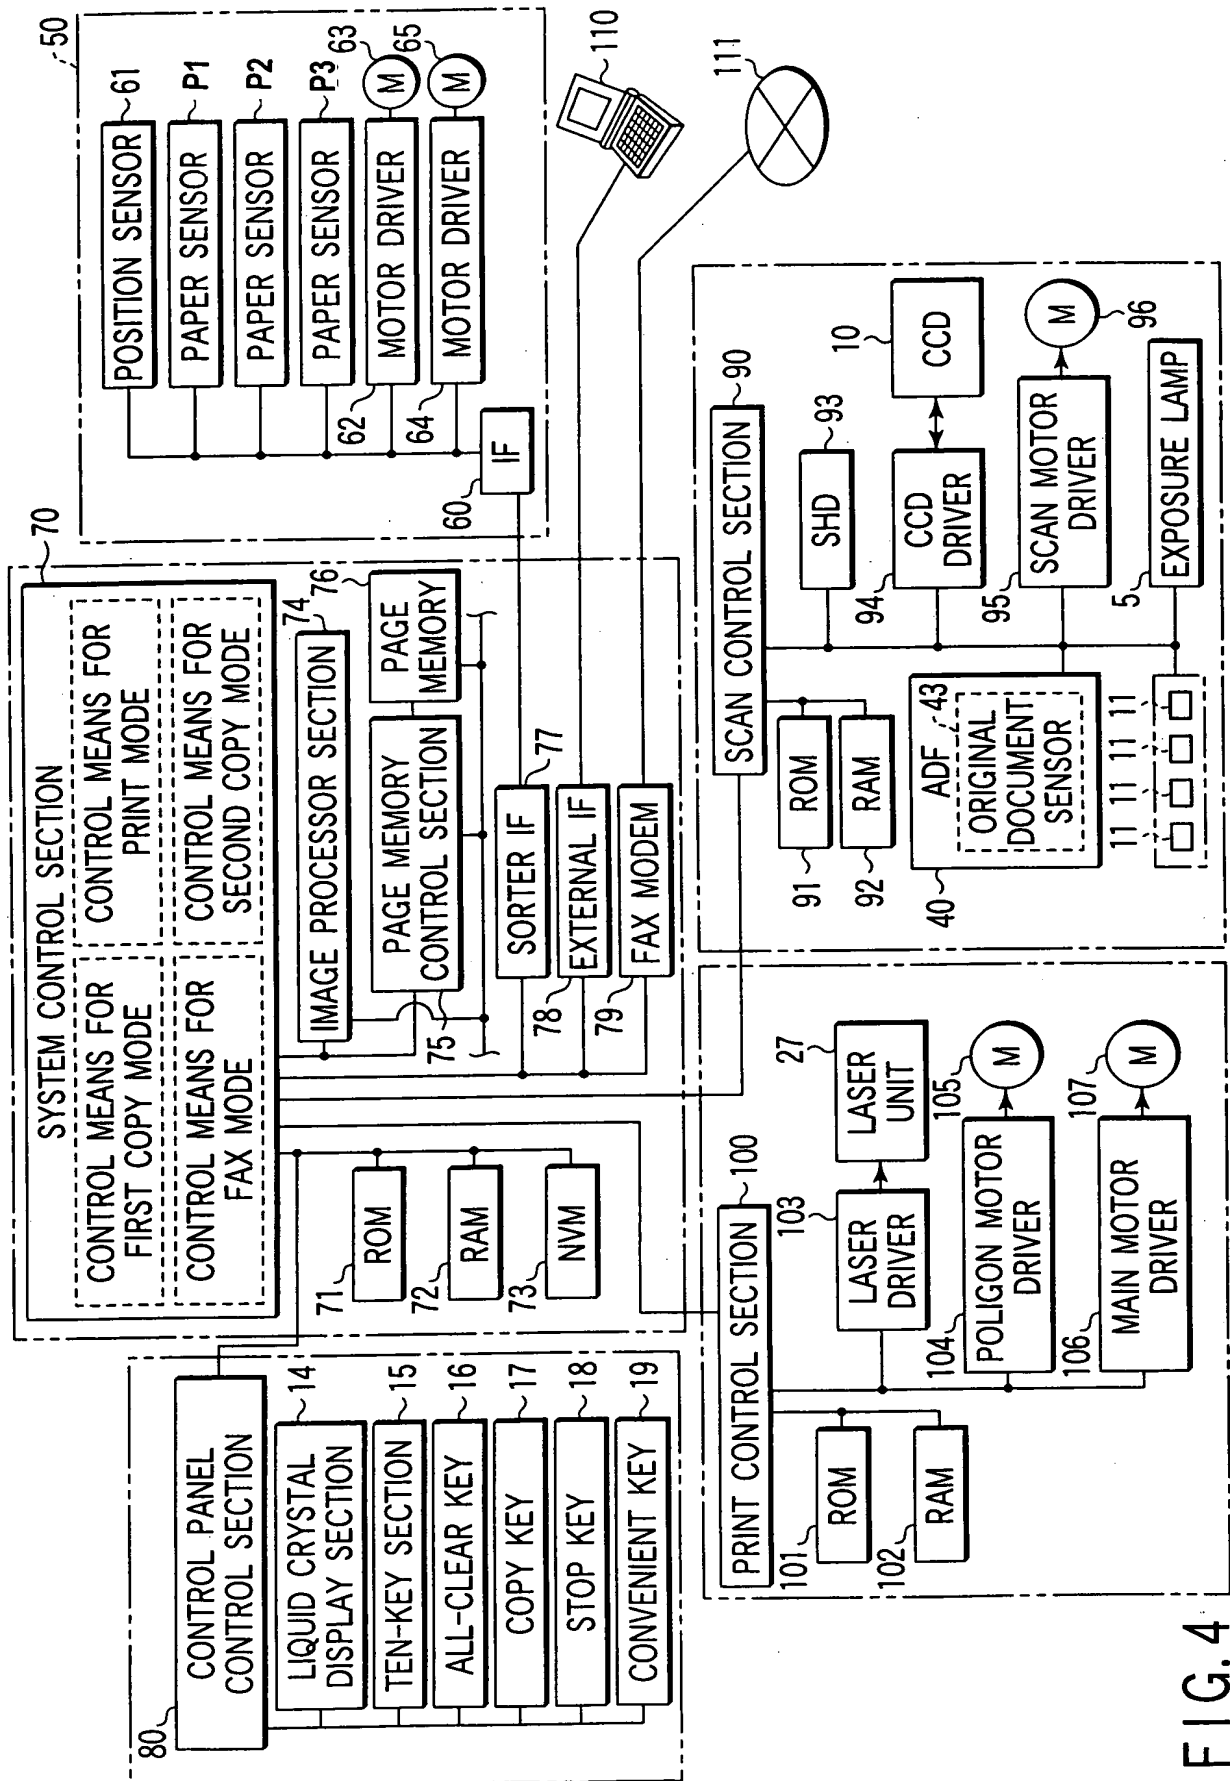 80
CONTROL PANEL
CONTROL SECTION
LIQUID CRYSTAL
DISPLAY SECTION
14
TEN-KEY SECTION
15
ALL-CLEAR KEY
16
COPY KEY
17
STOP KEY
18
CONVENIENT KEY
19
70
SYSTEM CONTROL SECTION
CONTROL MEANS FOR
FIRST COPY MODE
CONTROL MEANS FOR
PRINT MODE
CONTROL MEANS FOR
FAX MODE
CONTROL MEANS FOR
SECOND COPY MODE
71
ROM
72
RAM
73
NVM
IMAGE PROCESSOR SECTION
74
PAGE MEMORY
CONTROL SECTION
75
PAGE
MEMORY
76
SORTER IF
77
78
EXTERNAL IF
79
FAX MODEM
50
POSITION SENSOR
61
PAPER SENSOR
P1
PAPER SENSOR
P2
PAPER SENSOR
P3
62
MOTOR DRIVER
M
63
64
MOTOR DRIVER
M
65
60
IF
110
111
PRINT CONTROL SECTION
100
101
ROM
102
RAM
103
LASER
DRIVER
LASER
UNIT
27
104
POLIGON MOTOR
DRIVER
M
105
106
MAIN MOTOR
DRIVER
M
107
SCAN CONTROL SECTION
90
91
ROM
92
RAM
SHD
93
94
CCD
DRIVER
CCD
10
40
ADF
43
ORIGINAL
DOCUMENT
SENSOR
95
SCAN MOTOR
DRIVER
M
96
5
EXPOSURE LAMP
11
11
11
11
FIG. 4